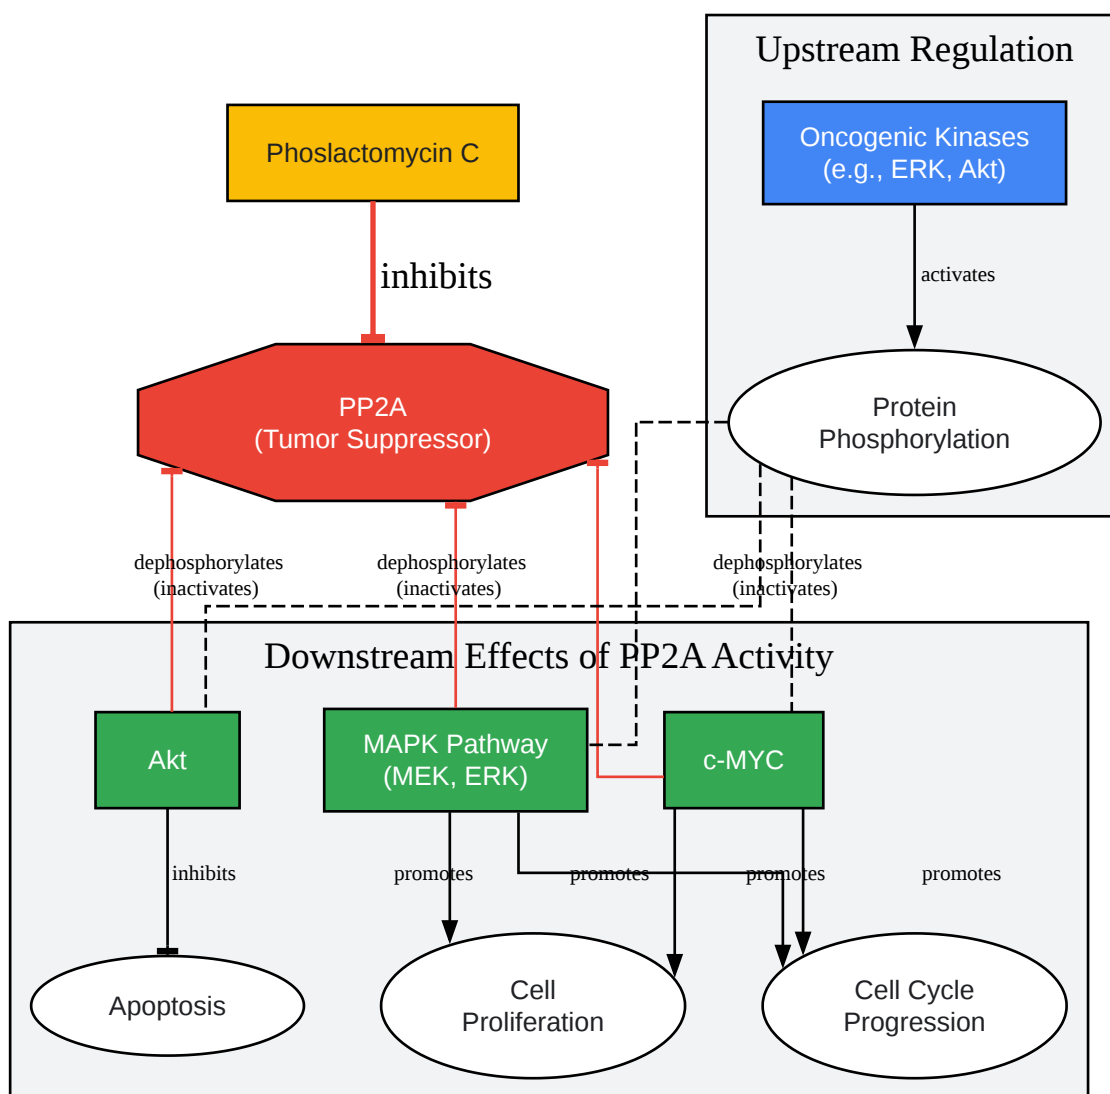 Upstream Regulation
Phoslactomycin C
Oncogenic Kinases
(e.g., ERK, Akt)
inhibits
activates
PP2A
(Tumor Suppressor)
Protein
Phosphorylation
dephosphorylates
(inactivates)
dephosphorylates
(inactivates)
dephosphorylates
(inactivates)
Downstream Effects of PP2A Activity
Akt
MAPK Pathway
(MEK, ERK)
c-MYC
inhibits
promotes
promotes
promotes
promotes
Apoptosis
Cell
Proliferation
Cell Cycle
Progression